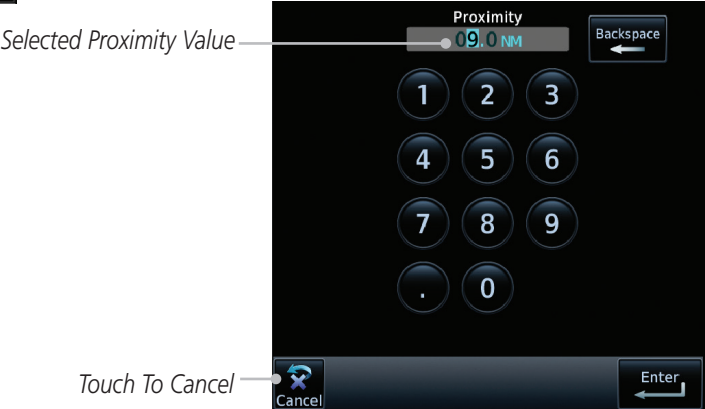 Proximity
Selected Proximity Value
09.0 NM
Backspace
1 2 3
4 5 6
7 8 9
. 0
Touch To Cancel
Cancel
Enter